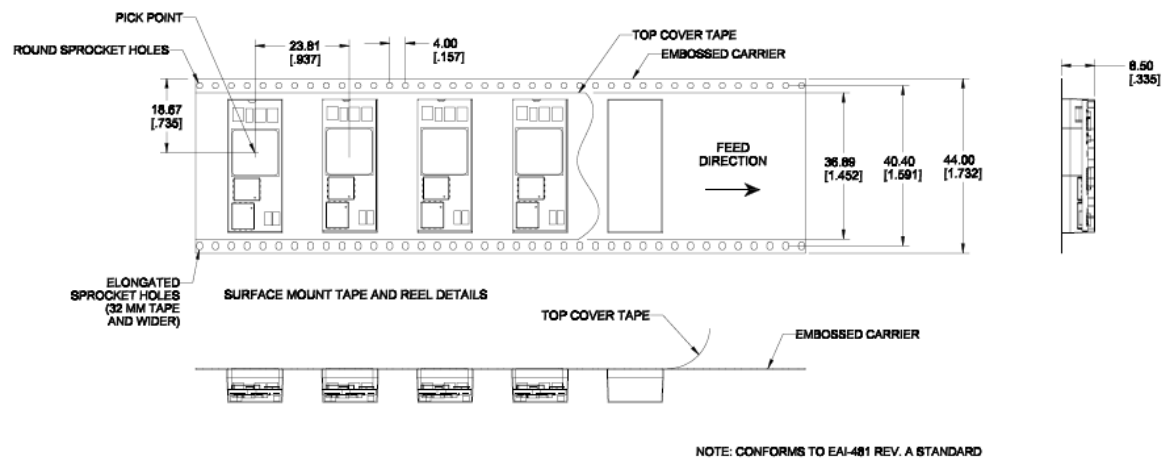 PICK POINT
ROUND SPROCKET HOLES
23.81
[.937]
4.00
[.157]
TOP COVER TAPE
EMBOSSED CARRIER
8.50
[.335]
18.67
[.735]
FEED
DIRECTION
36.89
[1.452]
40.40
[1.591]
44.00
[1.732]
ELONGATED
SPROCKET HOLES
(32 MM TAPE
AND WIDER)
SURFACE MOUNT TAPE AND REEL DETAILS
TOP COVER TAPE
EMBOSSED CARRIER
NOTE: CONFORMS TO EAI-481 REV. A STANDARD